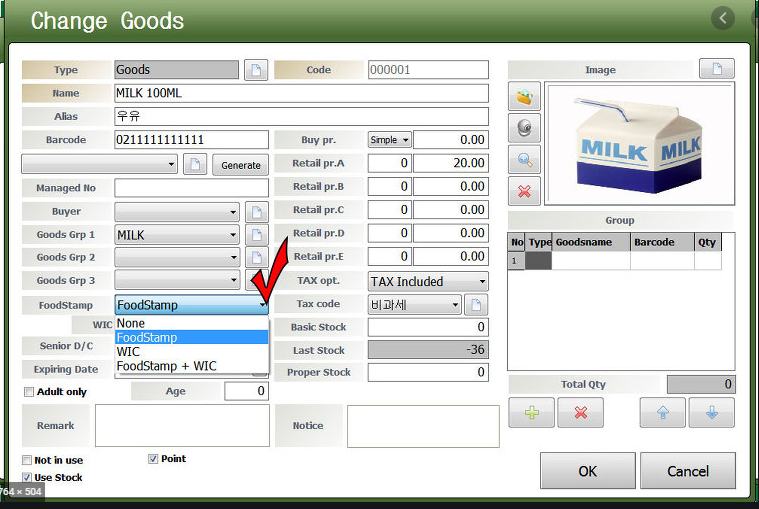 Change Goods
Type Goods Code 000001 Image
Name MILK 100ML
Alias 우유
Barcode 0211111111111 Buy pr. Simple 0.00
Generate Retail pr.A 0 20.00
MILK MILK
Managed No Retail pr.B 0 0.00
Buyer Retail pr.C 0 0.00
Group
Goods Grp 1 MILK Retail pr.D 0 0.00
No Type Goodsname Barcode Qty
Goods Grp 2 Retail pr.E 0 0.00
1
Goods Grp 3 TAX opt. TAX Included
FoodStamp FoodStamp Tax code 비과세
WIC None Basic Stock 0
FoodStamp
Senior D/C WIC Last Stock -36
Expiring Date FoodStamp + WIC Proper Stock 0
Adult only Age 0 Total Qty 0
Remark Notice
Not in use Point
Use Stock OK Cancel
764 × 504